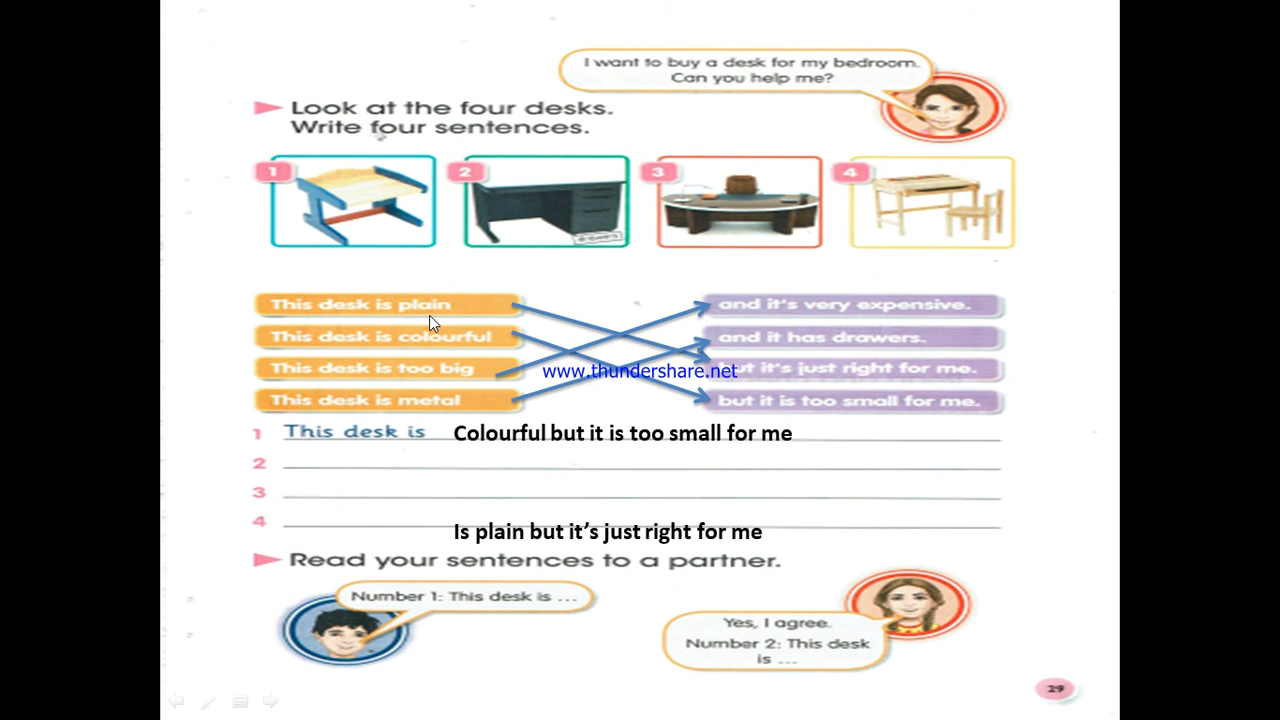 I want to buy a desk for my bedroom.
Can you help me?
Look at the four desks.
Write four sentences.
1
2
3
4
drawers
This desk is plain
and it's very expensive.
This desk is colourful
and it has drawers.
This desk is too big
but it's just right for me.
www.thundershare.net
This desk is metal
but it is too small for me.
1 This desk is Colourful but it is too small for me
2
3
4
Is plain but it’s just right for me
Read your sentences to a partner.
Number 1: This desk is ...
Yes, I agree.
Number 2: This desk
is ...
29